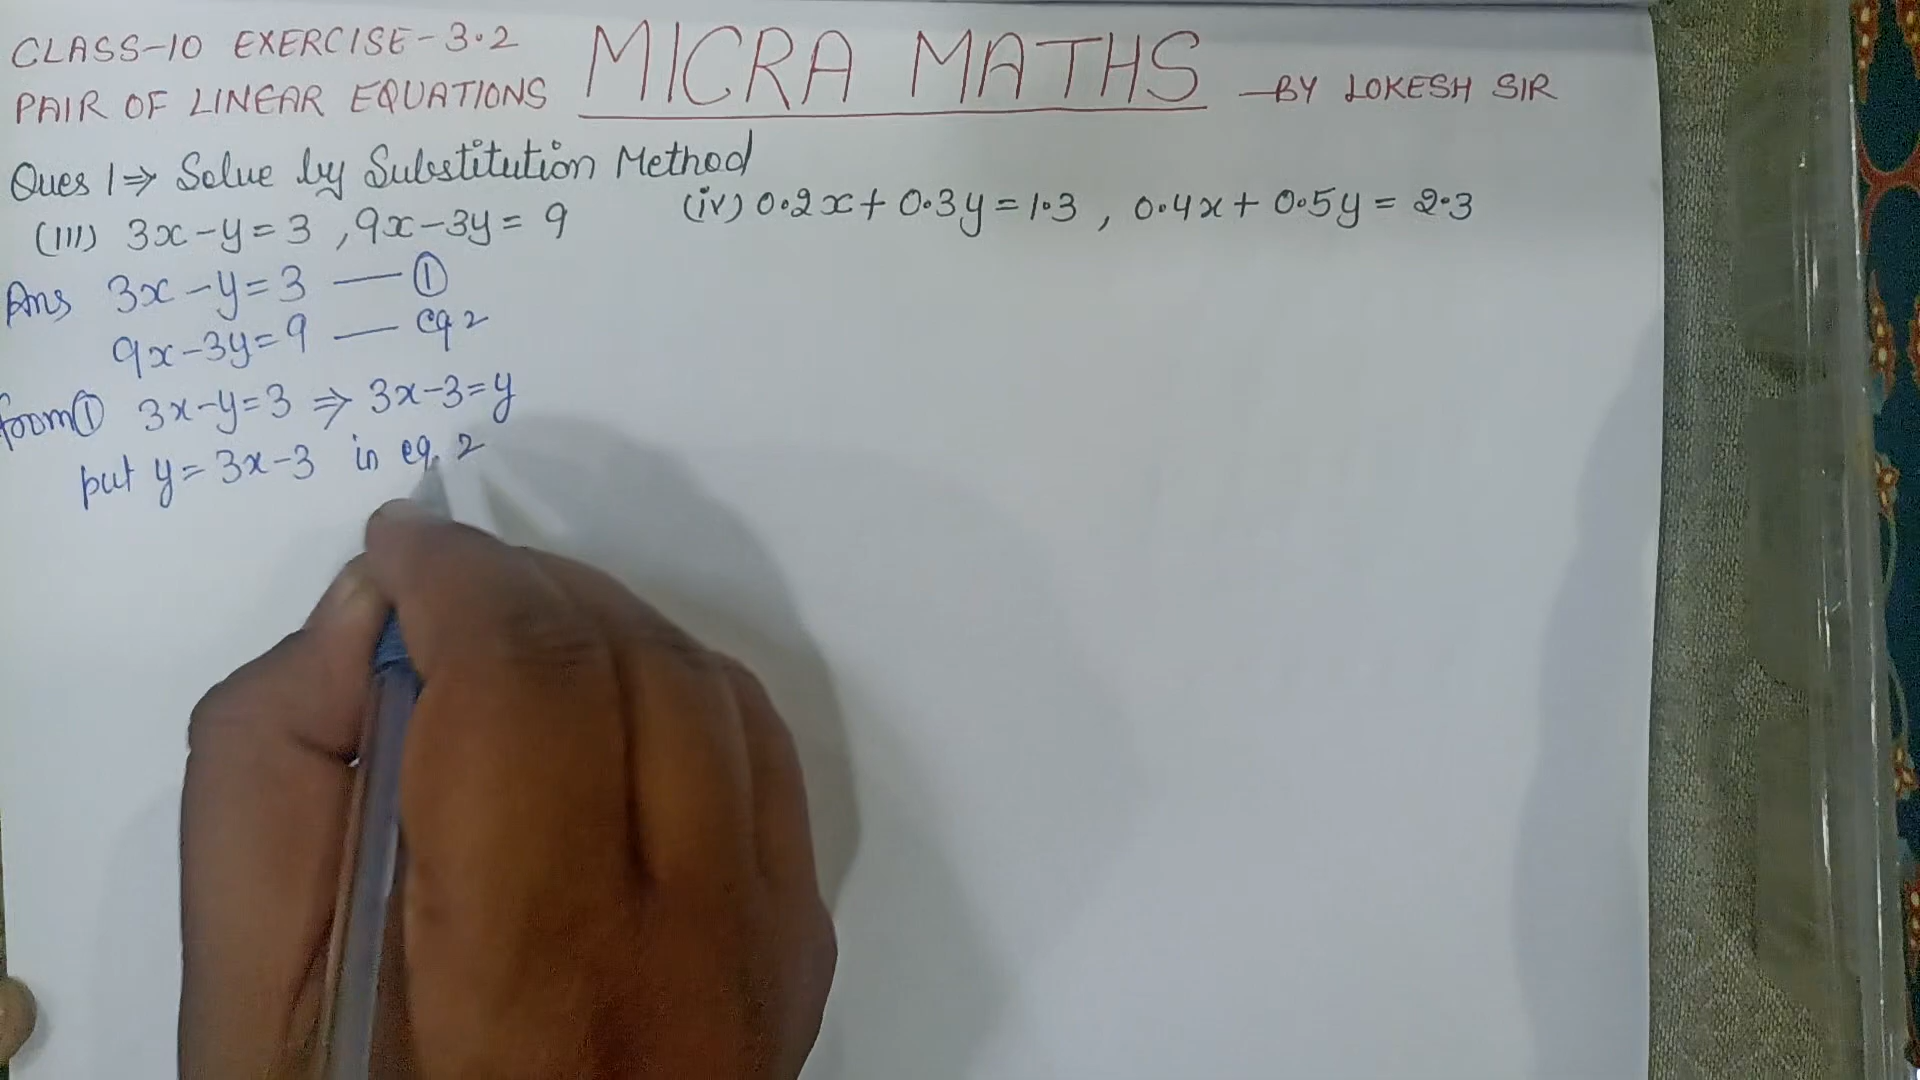 CLASS-10 EXERCISE-3.2
PAIR OF LINEAR EQUATIONS
MICRA MATHS
-BY LOKESH SIR
Ques 1⇒ Solve by Substitution Method
(III) 3x-y=3, 9x-3y=9
(iv) 0.2x+0.3y=1.3, 0.4x+0.5y=2.3
Ans 3x-y=3 — ①
9x-3y=9 — eq 2
from① 3x-y=3 ⇒ 3x-3=y
put y=3x-3 in eq. 2